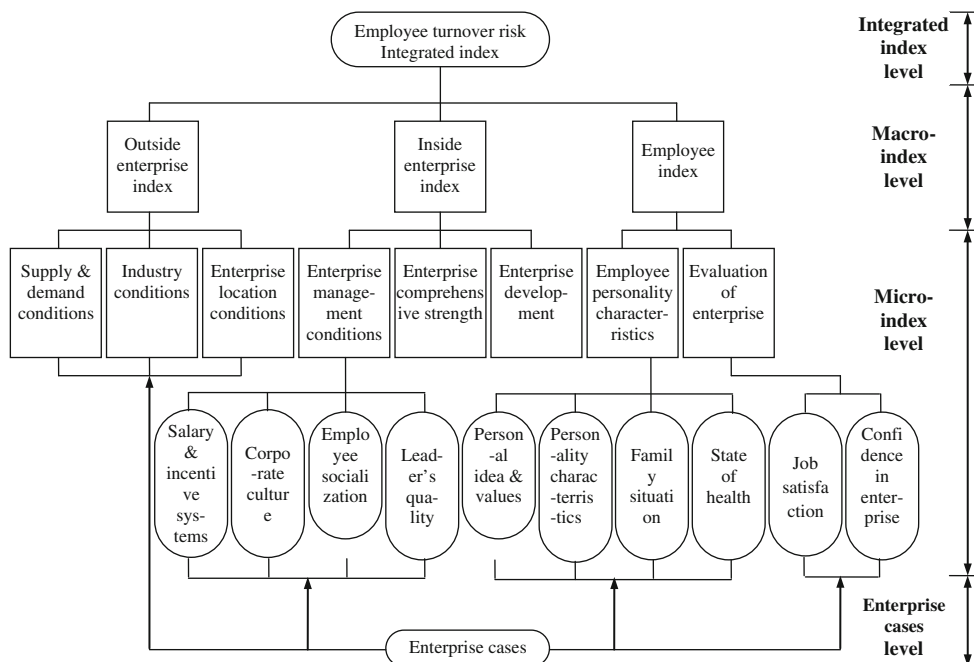 Employee turnover risk
Integrated index
Integrated
index
level
Outside
enterprise
index
Inside
enterprise
index
Employee
index
Macro-
index
level
Supply &
demand
conditions
Industry
conditions
Enterprise
location
conditions
Enterprise
manage-
ment
conditions
Enterprise
comprehens
ive strength
Enterprise
develop-
ment
Employee
personality
characterr-
istics
Evaluation
of
enterprise
Micro-
index
level
Salary
&
incenti
ve
sys-
tems
Corpo
-rate
cultur
e
Emplo
yee
sociali
zation
Lead-
er's
qua-
lity
Person
-al
idea &
values
Person
-ality
charac
-terris
-tics
Famil
y
situati
on
State
of
health
Job
satisfa
ction
Confi
dence
in
enter-
prise
Enterprise cases
Enterprise
cases
level